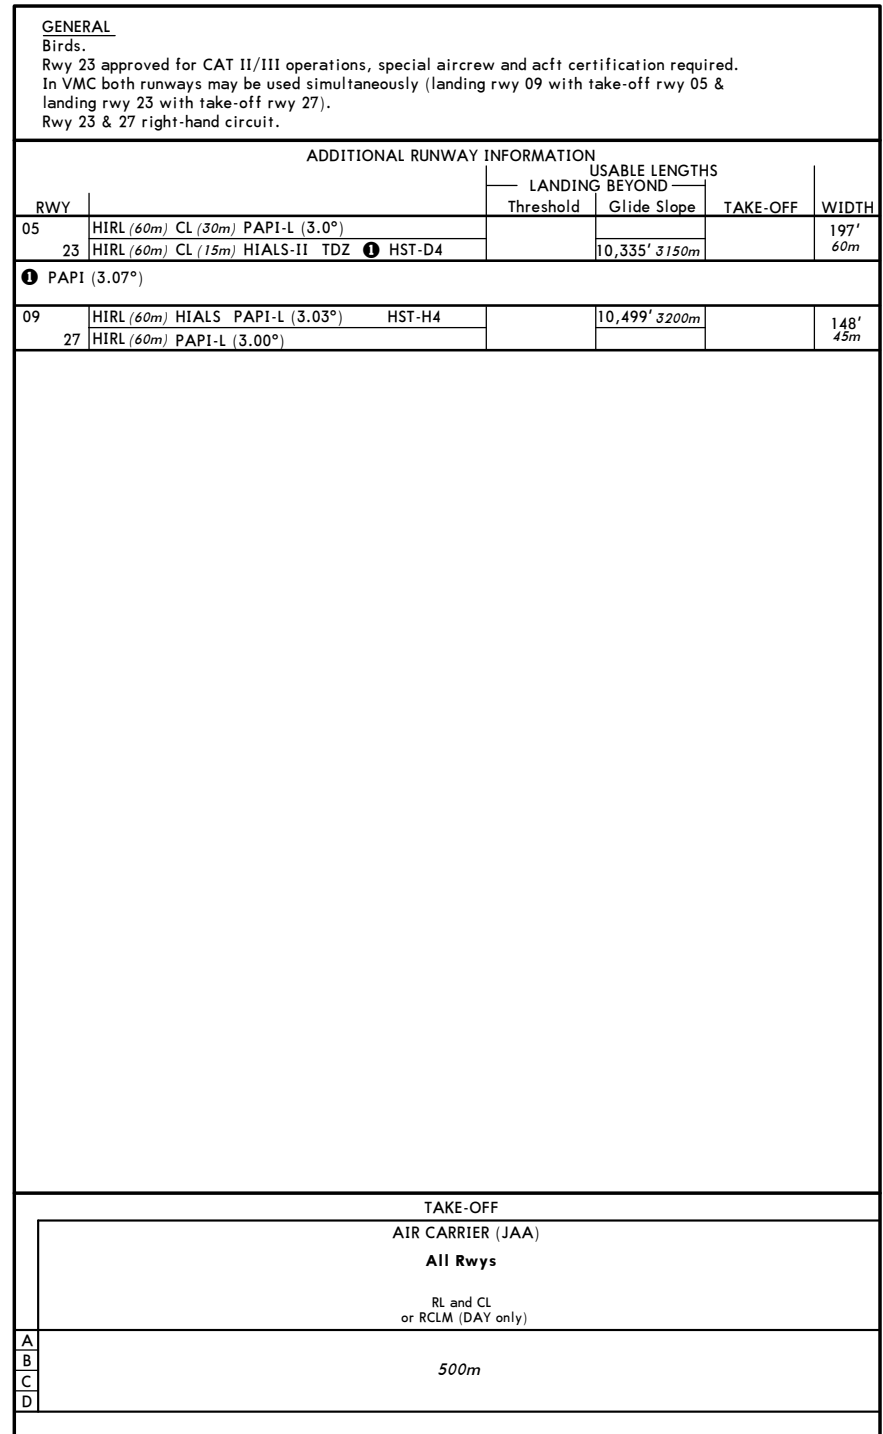 GENERAL
Birds.
Rwy 23 approved for CAT II/III operations, special aircrew and acft certification required.
In VMC both runways may be used simultaneously (landing rwy 09 with take-off rwy 05 &
landing rwy 23 with take-off rwy 27).
Rwy 23 & 27 right-hand circuit.
ADDITIONAL RUNWAY INFORMATION
USABLE LENGTHS
LANDING BEYOND
RWY Threshold Glide Slope TAKE-OFF WIDTH
05 HIRL (60m) CL (30m) PAPI-L (3.0°) 197'
23 HIRL (60m) CL (15m) HIALS-II TDZ ❶ HST-D4 10,335' 3150m 60m
❶ PAPI (3.07°)
09 HIRL (60m) HIALS PAPI-L (3.03°) HST-H4 10,499' 3200m 148'
27 HIRL (60m) PAPI-L (3.00°) 45m
TAKE-OFF
AIR CARRIER (JAA)
All Rwys
RL and CL
or RCLM (DAY only)
A
B
C
D
500m